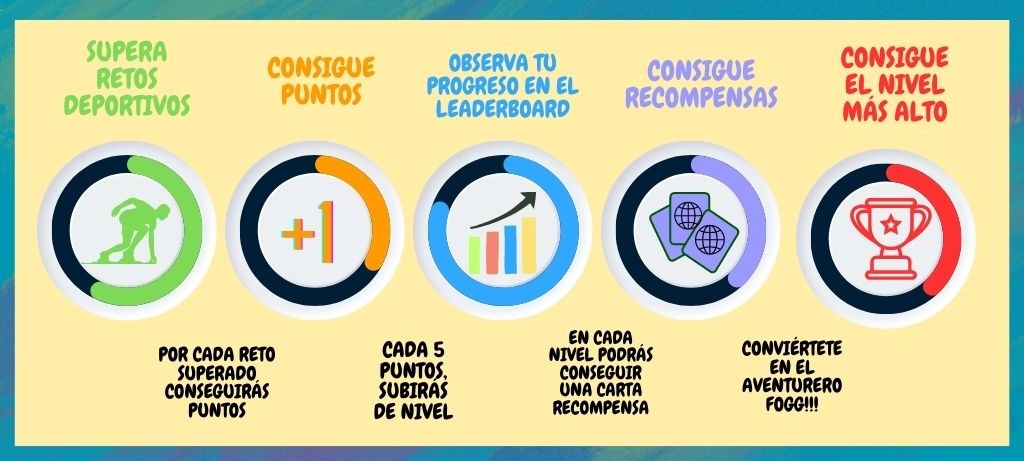 SUPERA
RETOS
DEPORTIVOS
CONSIGUE
PUNTOS
OBSERVA TU
PROGRESO EN EL
LEADERBOARD
CONSIGUE
RECOMPENSAS
CONSIGUE
EL NIVEL
MÁS ALTO
+1
POR CADA RETO
SUPERADO
CONSEGUIRÁS
PUNTOS
CADA 5
PUNTOS,
SUBIRÁS
DE NIVEL
EN CADA
NIVEL PODRÁS
CONSEGUIR
UNA CARTA
RECOMPENSA
CONVIÉRTETE
EN EL
AVENTURERO
FOGG!!!